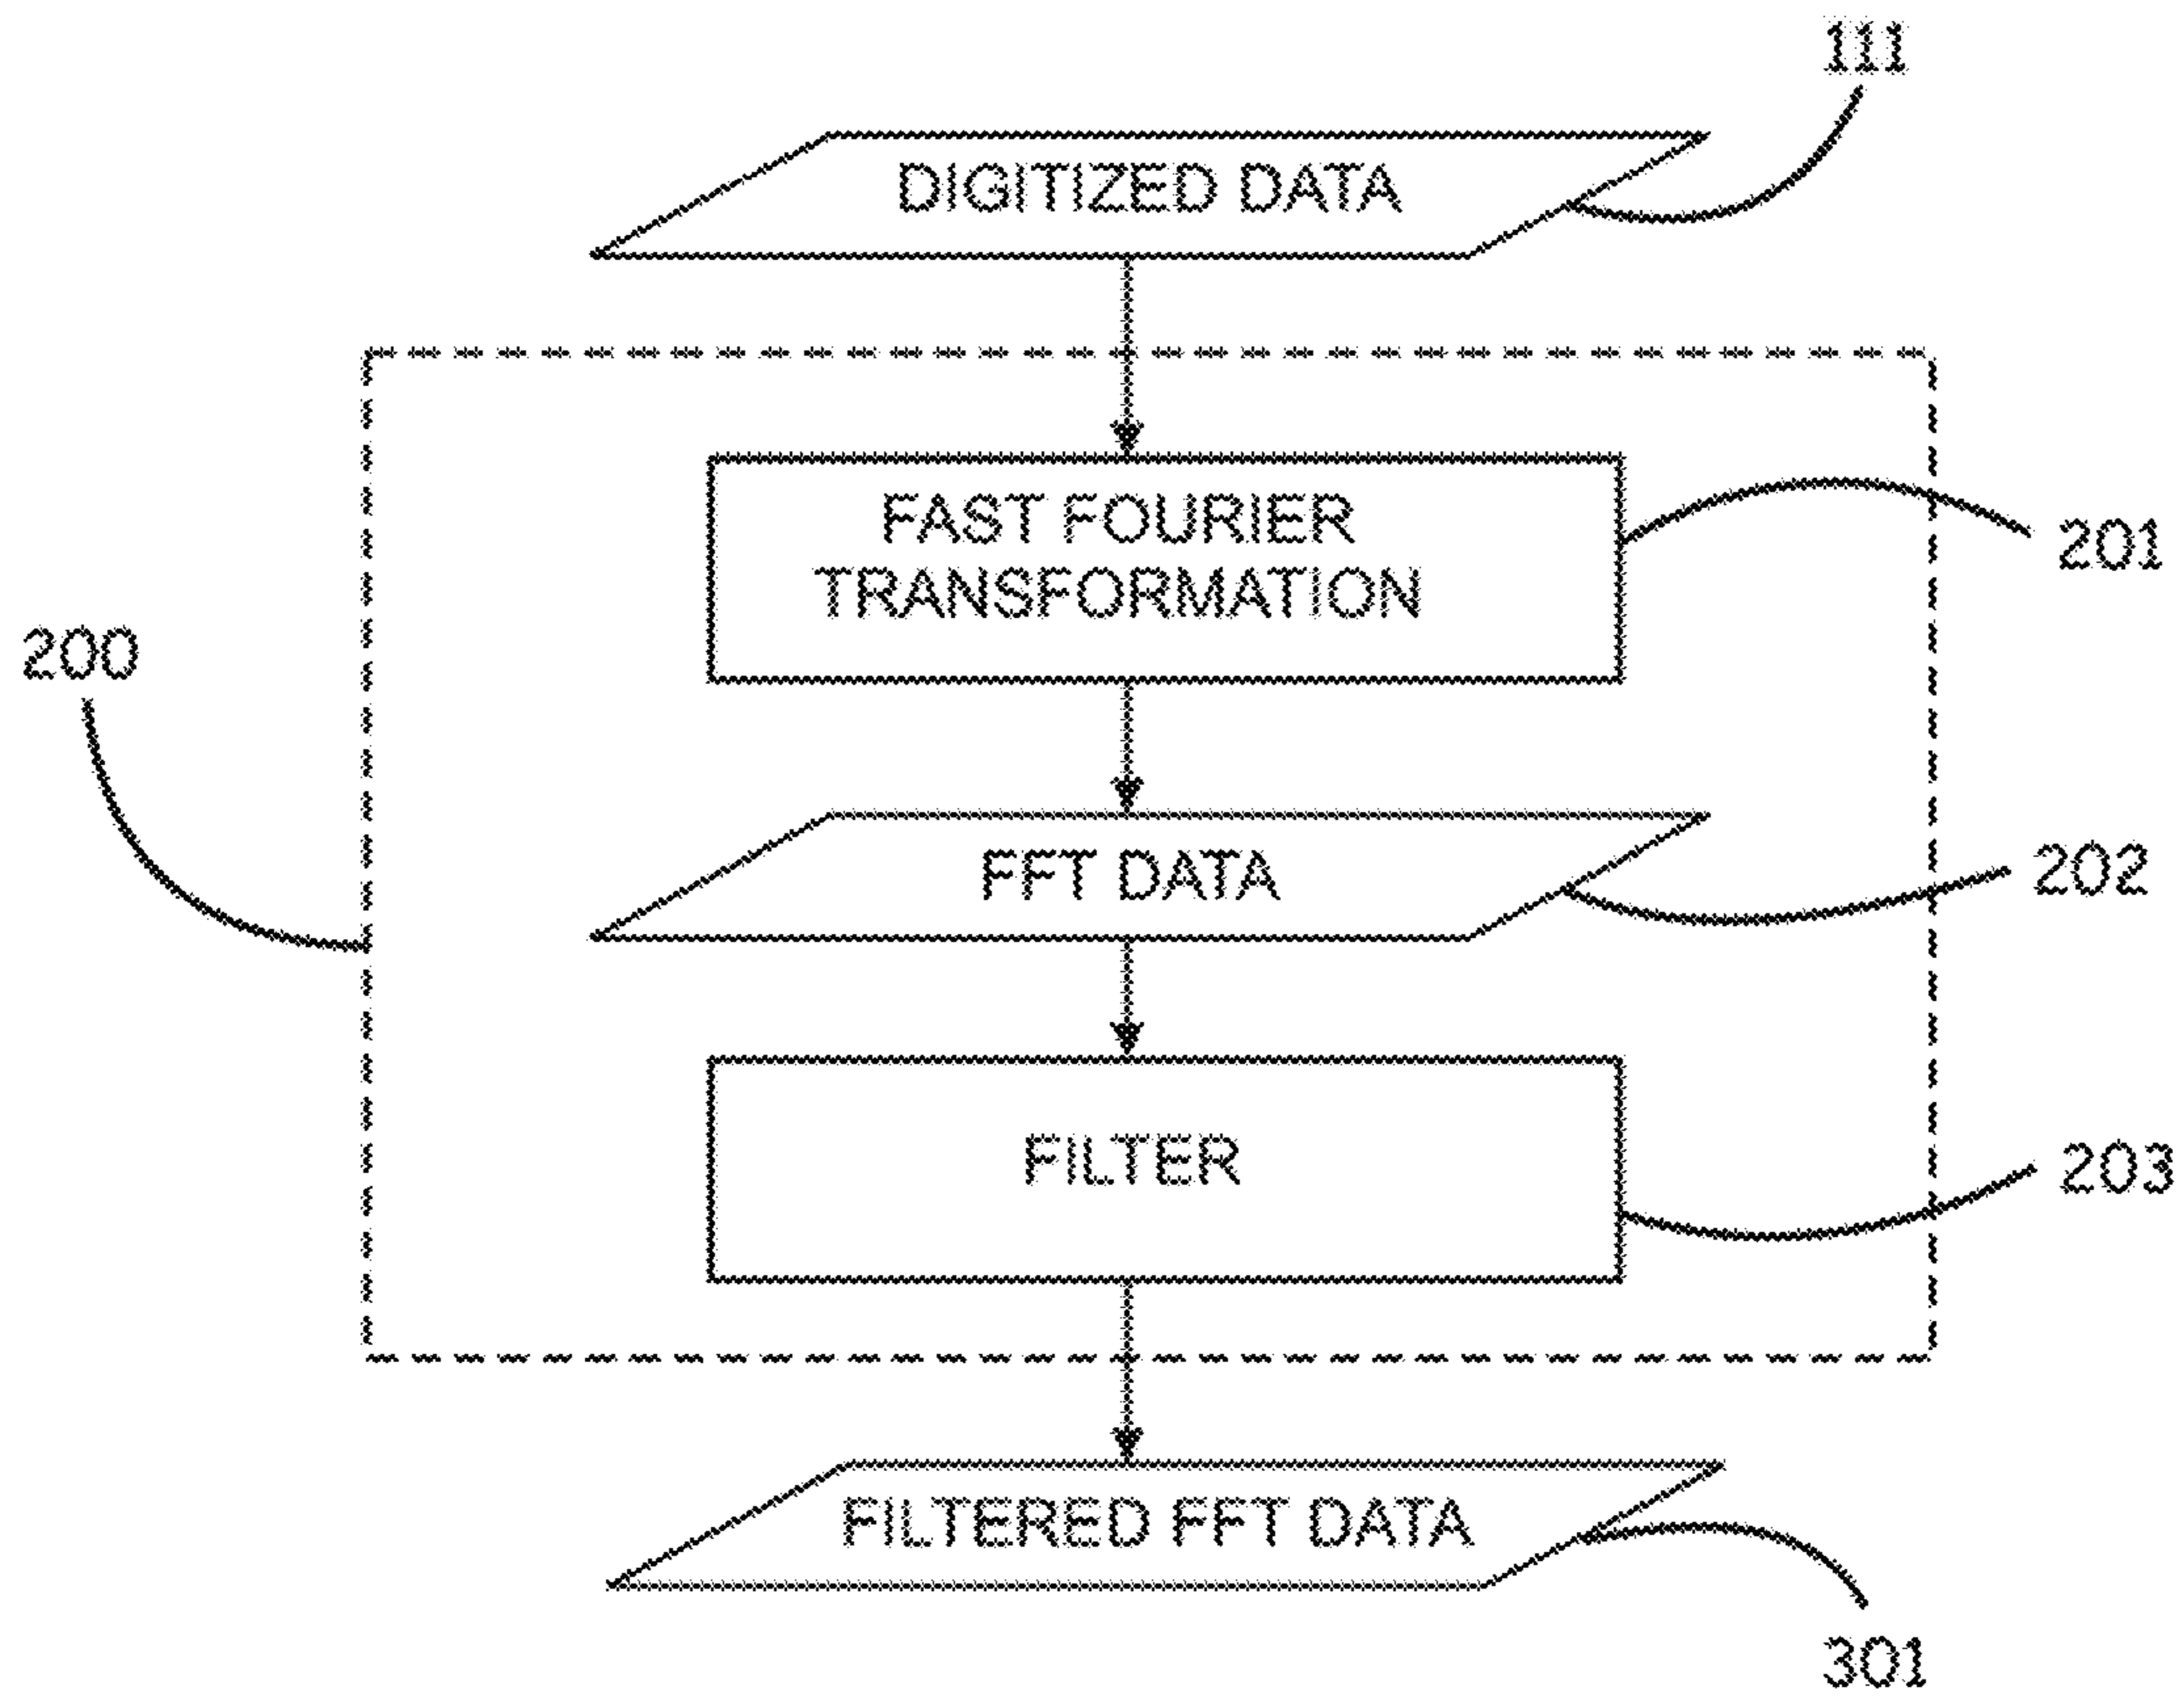 111
DIGITIZED DATA
FAST FOURIER
TRANSFORMATION
201
200
FFT DATA
202
FILTER
203
FILTERED FFT DATA
301